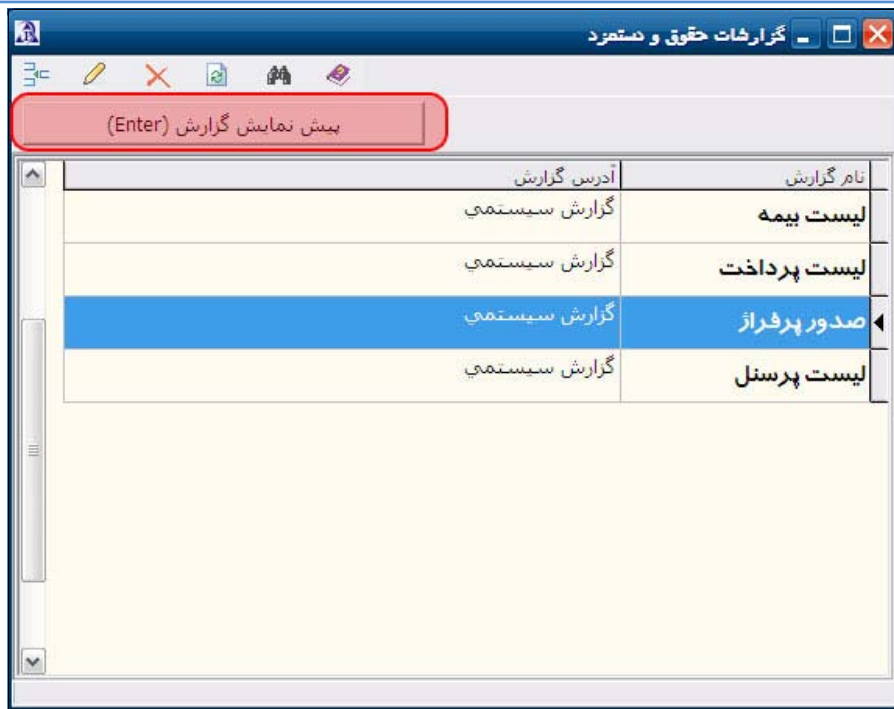 گزارشات حقوق و دستمزد
پیش نمایش گزارش (Enter)
نام گزارش آدرس گزارش
لیست بیمه گزارش سیستمي
لیست پرداخت گزارش سیستمي
صدور پرفراژ گزارش سیستمي
لیست پرسنل گزارش سیستمي